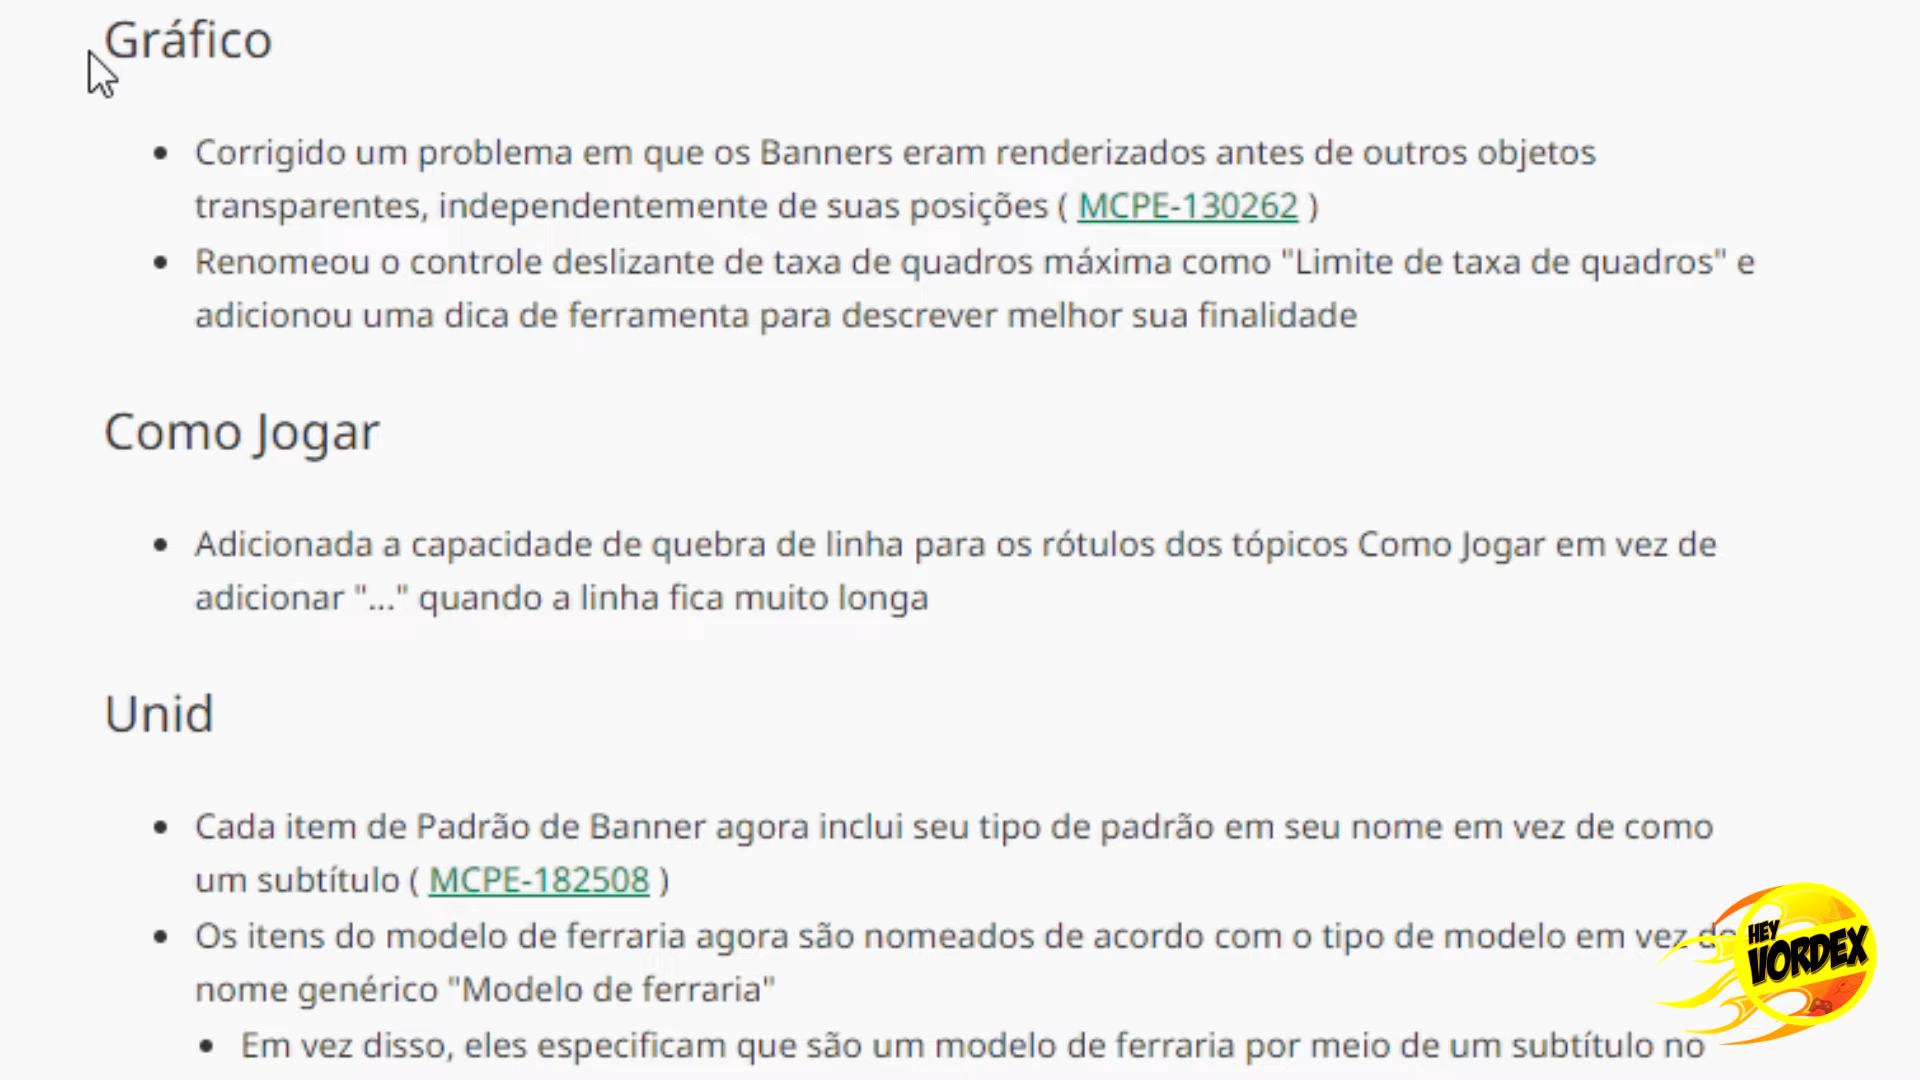 Gráfico
Corrigido um problema em que os Banners eram renderizados antes de outros objetos
transparentes, independentemente de suas posições ( MCPE-130262 )
Renomeou o controle deslizante de taxa de quadros máxima como "Limite de taxa de quadros" e
adicionou uma dica de ferramenta para descrever melhor sua finalidade
Como Jogar
Adicionada a capacidade de quebra de linha para os rótulos dos tópicos Como Jogar em vez de
adicionar "..." quando a linha fica muito longa
Unid
Cada item de Padrão de Banner agora inclui seu tipo de padrão em seu nome em vez de como
um subtítulo ( MCPE-182508 )
Os itens do modelo de ferraria agora são nomeados de acordo com o tipo de modelo em vez do
nome genérico "Modelo de ferraria"
Em vez disso, eles especificam que são um modelo de ferraria por meio de um subtítulo no
HEY
VORDEX